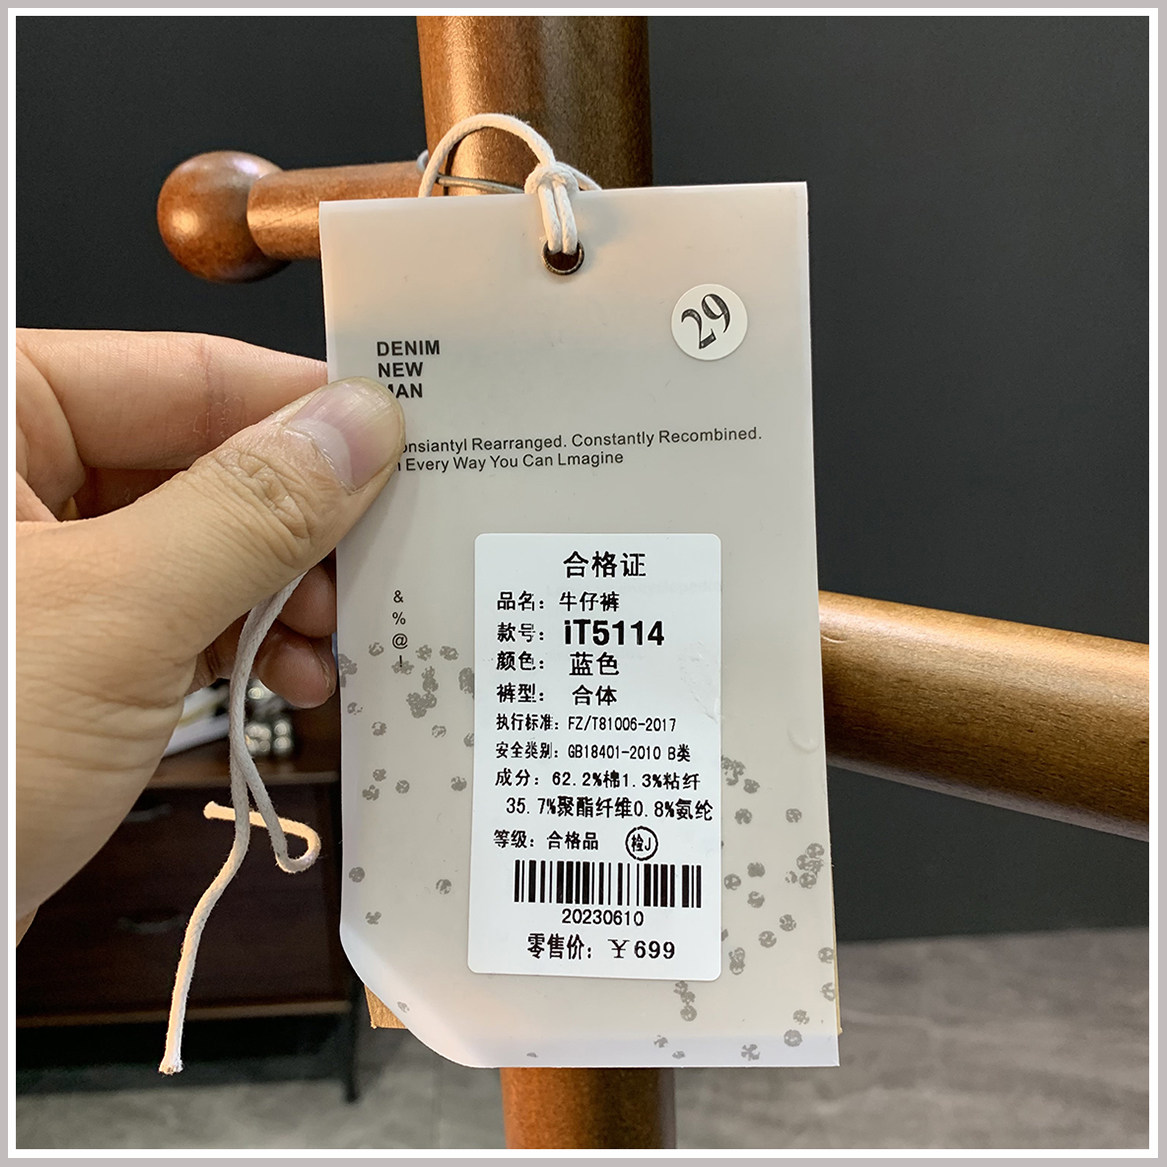 29
DENIM
NEW
MAN
onsiantyl Rearranged. Constantly Recombined.
Every Way You Can Lmagine
&
%
@
!
合格证
品名：牛仔裤
款号：iT5114
颜色：蓝色
裤型：合体
执行标准：FZ/T81006-2017
安全类别：GB18401-2010 B类
成分：62.2%棉1.3%粘纤
35.7%聚酯纤维0.8%氨纶
等级：合格品 检J
20230610
零售价：￥699